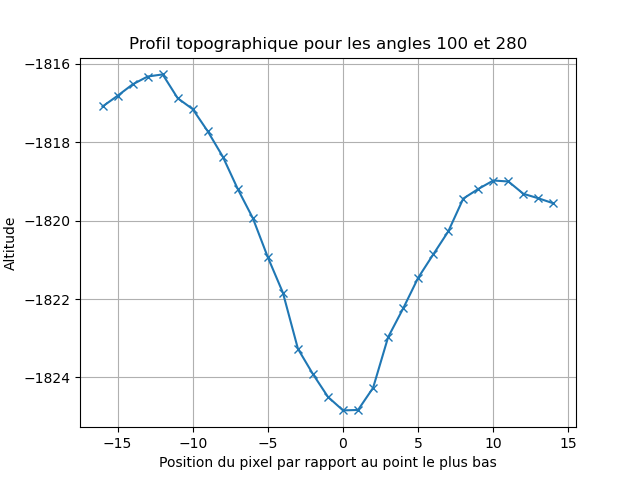 Profil topographique pour les angles 100 et 280
−1816
−1818
−1820
−1822
−1824
Altitude
−15 −10 −5 0 5 10 15
Position du pixel par rapport au point le plus bas